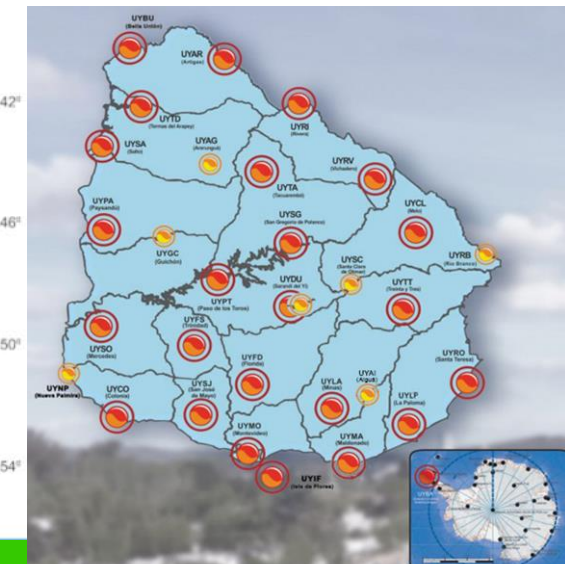 UYBU
(Bella Unión)
UYAR
(Artigas)
42
UYTD
(Termas del Arapey)
UYRI
(Rivera)
UYSA
(Salto)
UYAG
(Arerunguá)
UYRV
(Vichadero)
UYTA
(Tacuarembó)
UYPA
(Paysandú)
UYSG
(San Gregorio de Polanco)
UYCL
(Melo)
46
UYGC
(Guichón)
UYSC
(Santa Clara
de Olimar)
UYRB
(Río Branco)
UYPT
(Paso de los Toros)
UYDU
(Sarandí del Yí)
UYTT
(Treinta y Tres)
UYFS
(Trinidad)
50
UYSO
(Mercedes)
UYFD
(Florida)
UYRO
(Santa Teresa)
UYNP
(Nueva Palmira)
UYCO
(Colonia)
UYSJ
(San José
de Mayo)
UYLA
(Minas)
UYAI
(Aiguá)
UYLP
(La Paloma)
UYMO
(Montevideo)
UYMA
(Maldonado)
54
UYIF
(Isla de Flores)